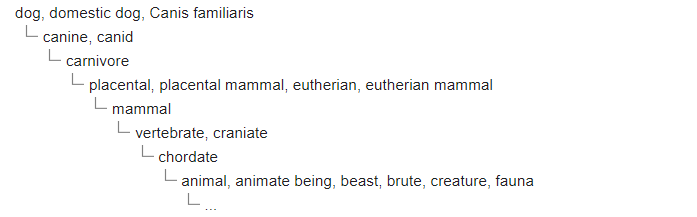 dog, domestic dog, Canis familiaris
canine, canid
carnivore
placental, placental mammal, eutherian, eutherian mammal
mammal
vertebrate, craniate
chordate
animal, animate being, beast, brute, creature, fauna
...